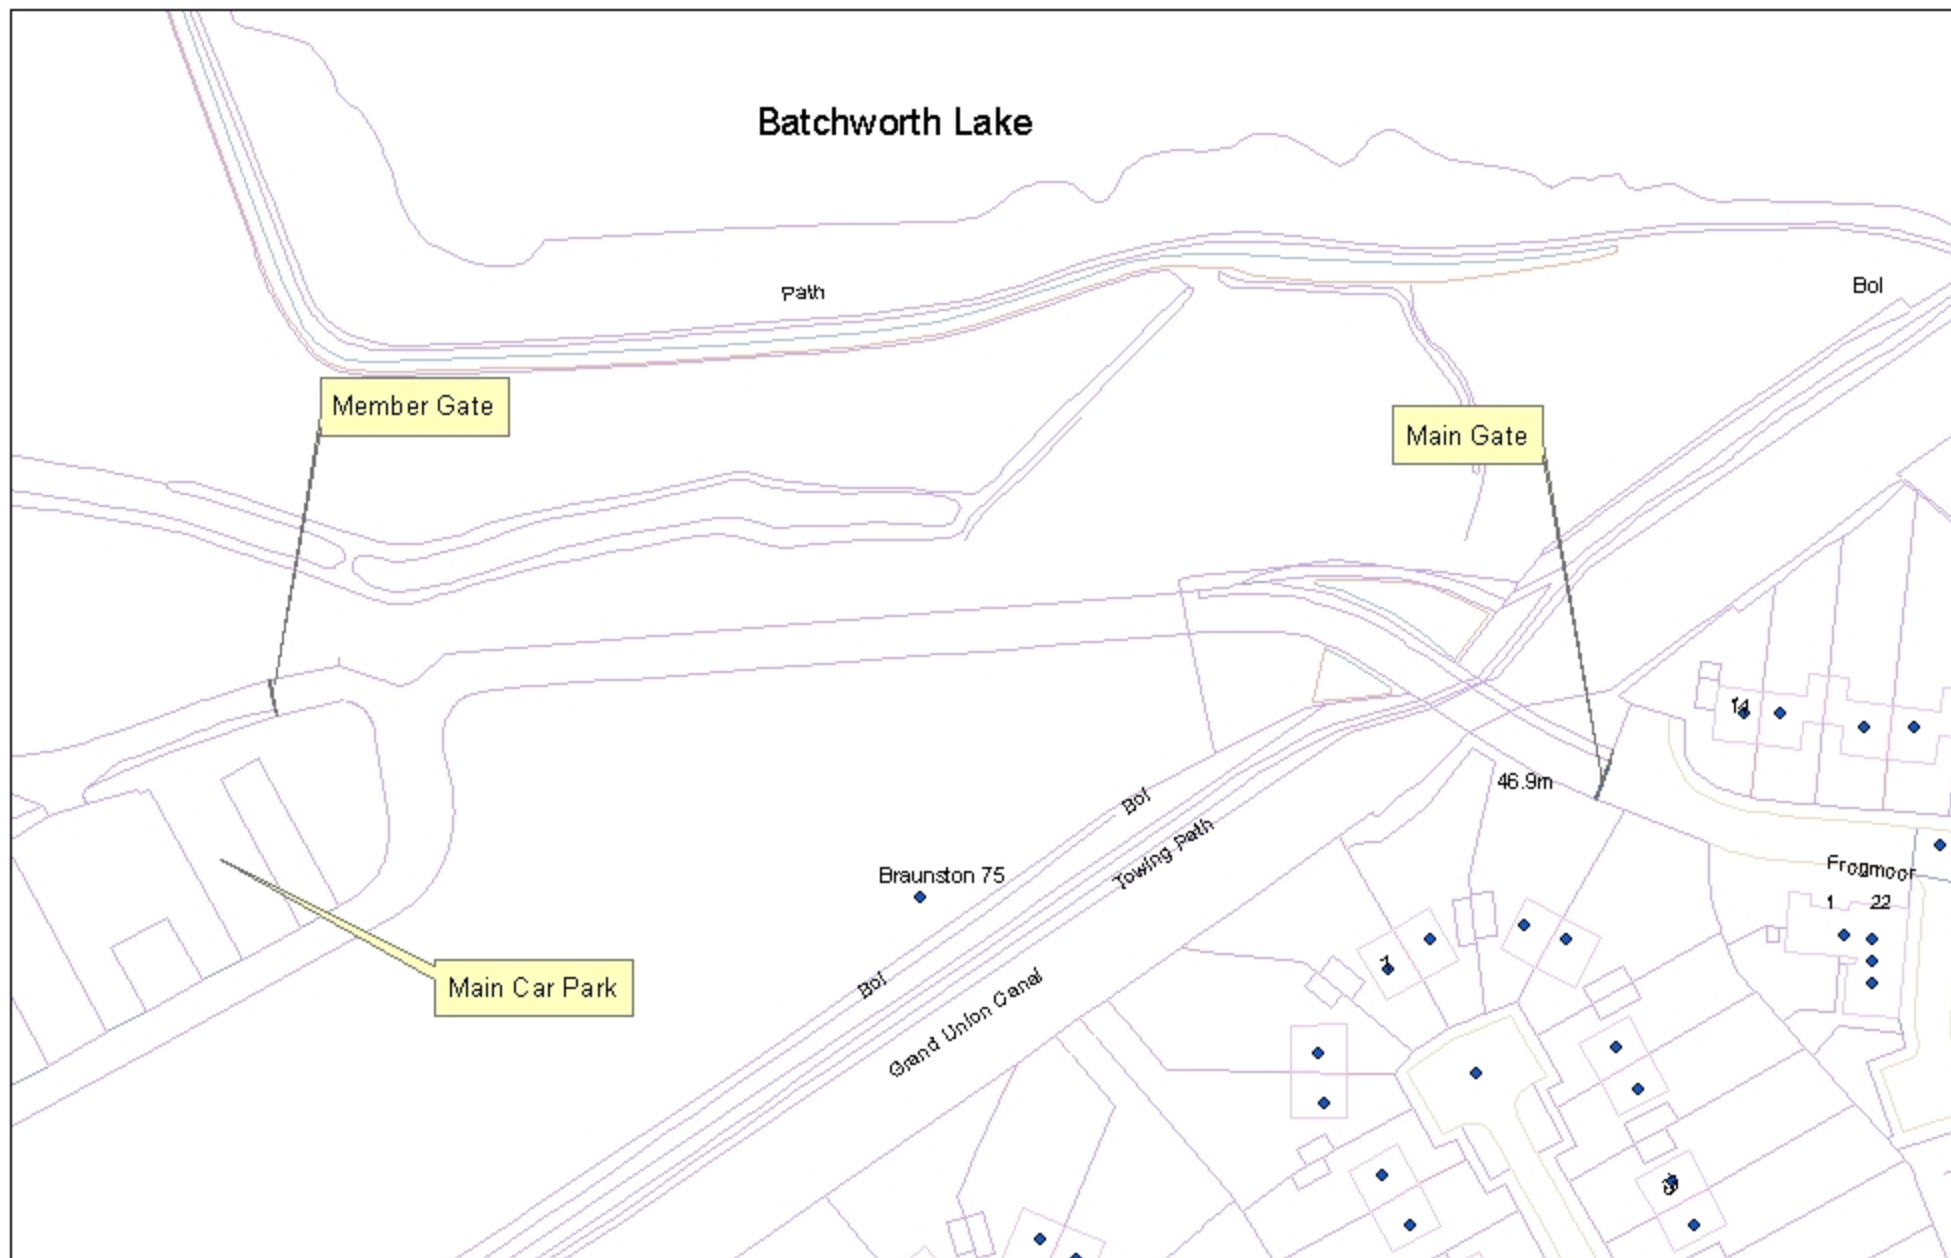 Batchworth Lake
Path
Bol
Member Gate
Main Gate
14
46.9m
Bol
Towing Path
Frogmoor
Braunston 75
1 22
7
Bol
Main Car Park
Grand Union Canal